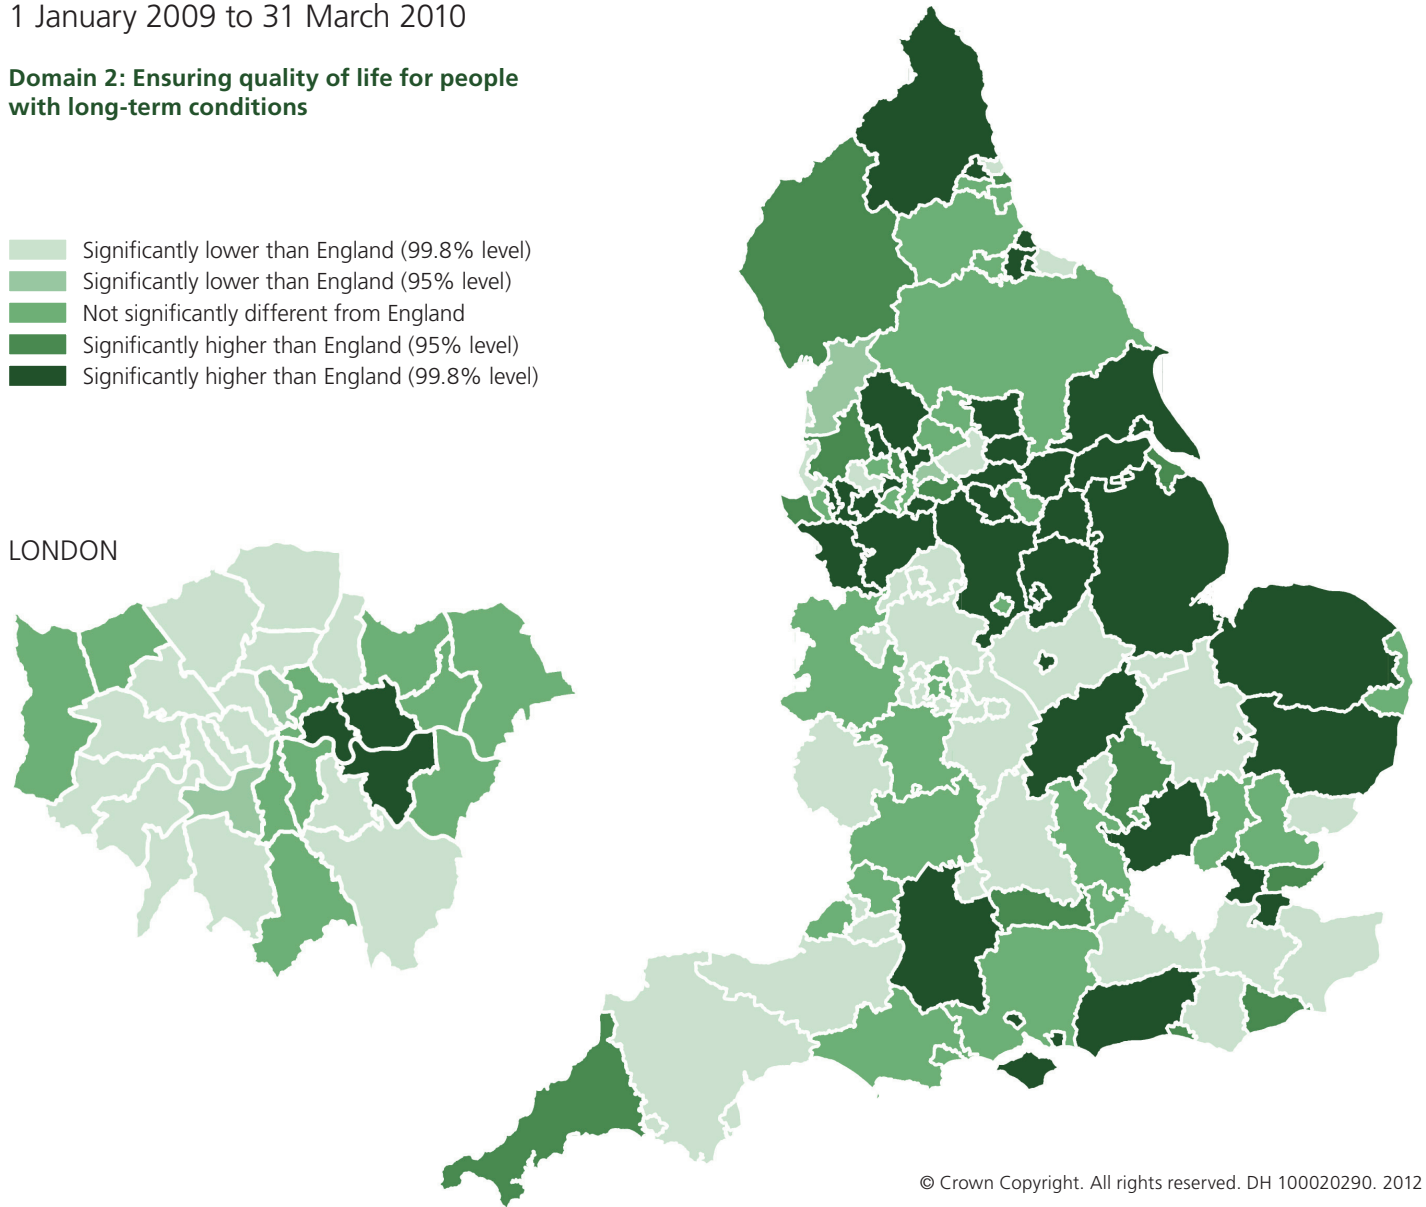 1 January 2009 to 31 March 2010
Domain 2: Ensuring quality of life for people
with long-term conditions
Significantly lower than England (99.8% level)
Significantly lower than England (95% level)
Not significantly different from England
Significantly higher than England (95% level)
Significantly higher than England (99.8% level)
LONDON
© Crown Copyright. All rights reserved. DH 100020290. 2012